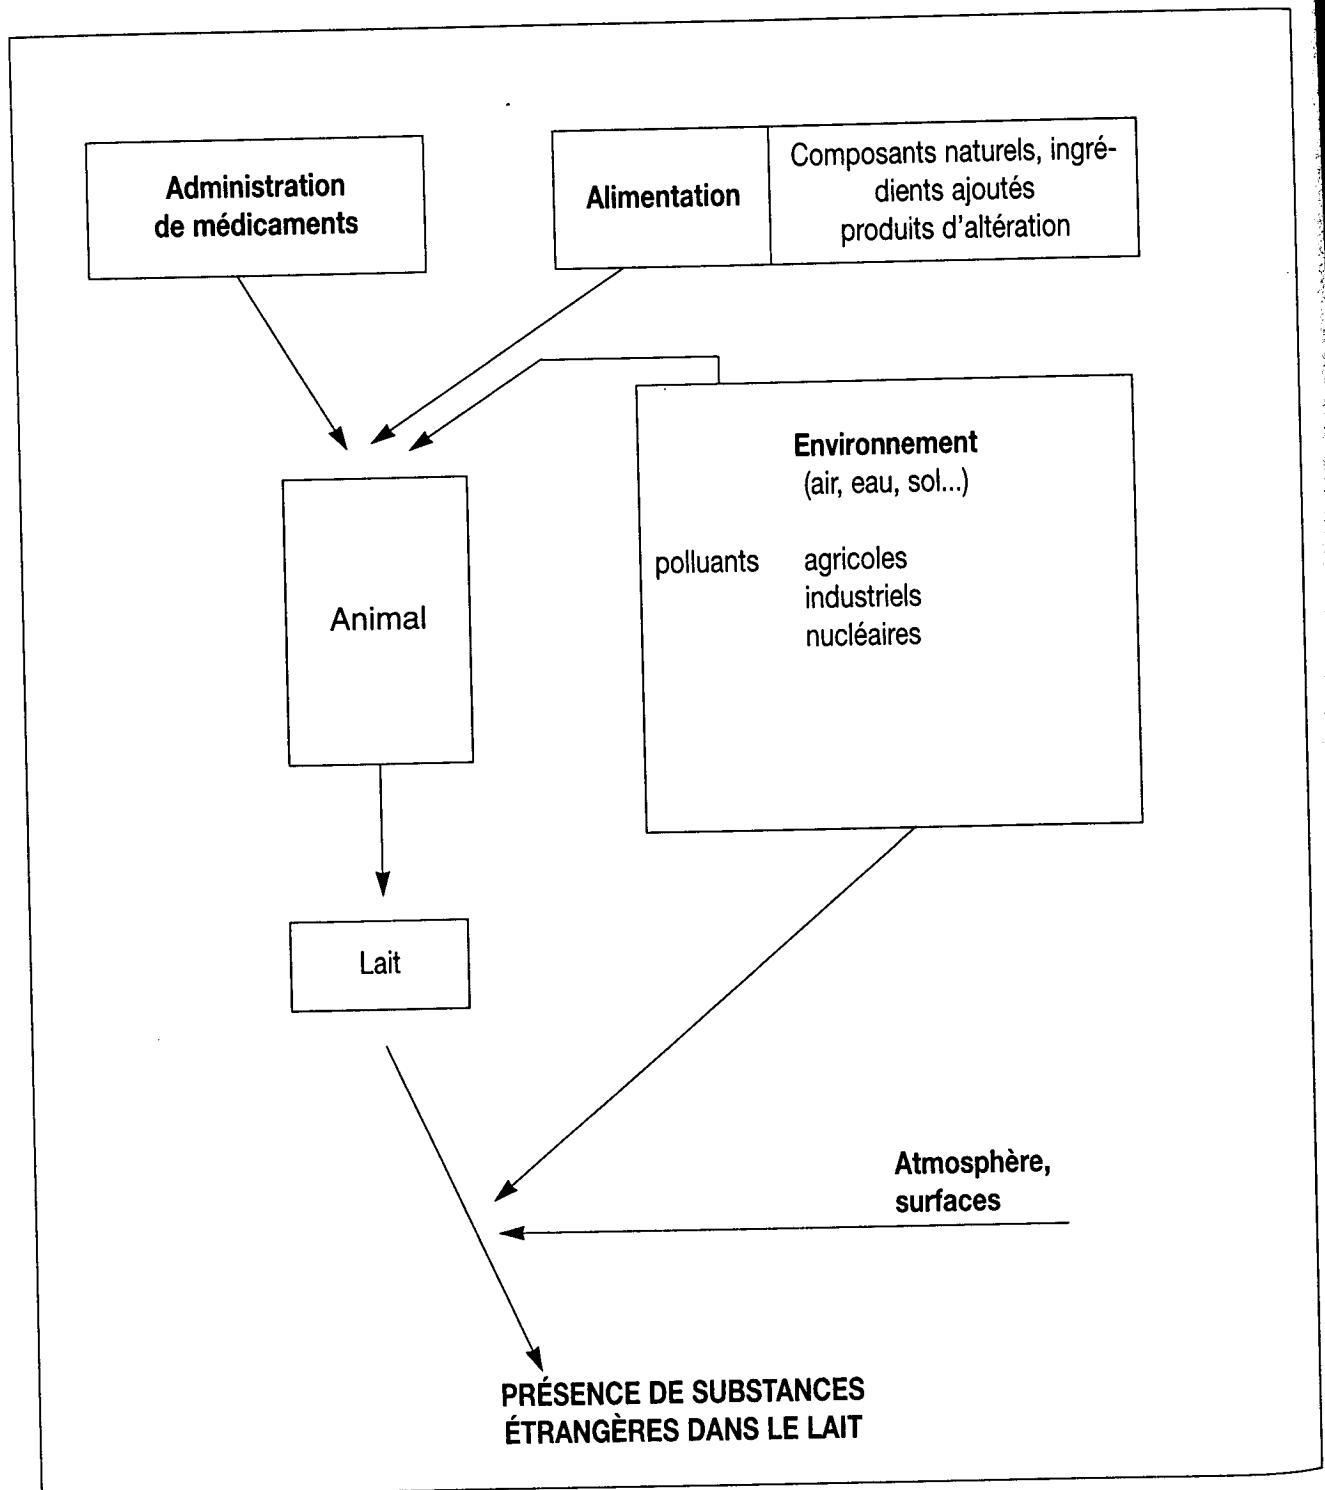 Administration
de médicaments
Alimentation
Composants naturels, ingré-
dients ajoutés
produits d'altération
Environnement
(air, eau, sol...)
polluants agricoles
industriels
nucléaires
Animal
Lait
Atmosphère,
surfaces
PRÉSENCE DE SUBSTANCES
ÉTRANGÈRES DANS LE LAIT